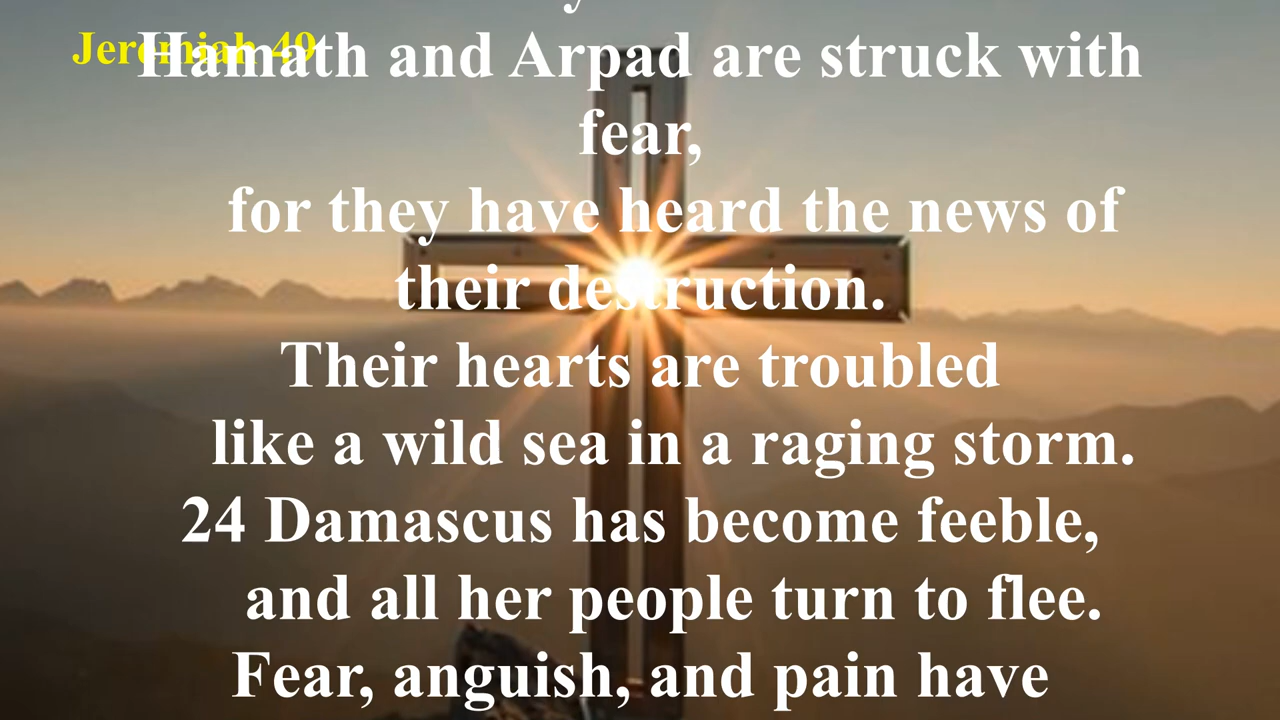 Jeremiah 49
Hamath and Arpad are struck with
fear,
for they have heard the news of
their destruction.
Their hearts are troubled
like a wild sea in a raging storm.
24 Damascus has become feeble,
and all her people turn to flee.
Fear, anguish, and pain have